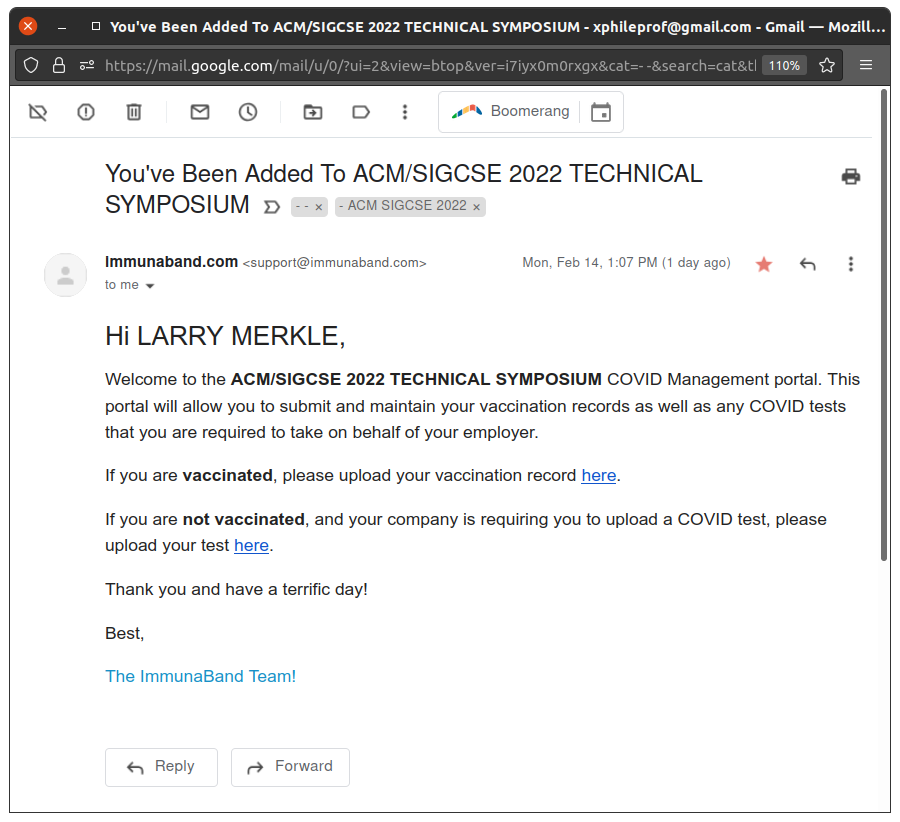 You've Been Added To ACM/SIGCSE 2022 TECHNICAL SYMPOSIUM - xphileprof@gmail.com - Gmail — Mozill...
https://mail.google.com/mail/u/0/?ui=2&view=btop&ver=i7iyx0m0rxgx&cat=- -&search=cat&tl 110%
Boomerang
You've Been Added To ACM/SIGCSE 2022 TECHNICAL
SYMPOSIUM - - × - ACM SIGCSE 2022 ×
Immunaband.com <support@immunaband.com> Mon, Feb 14, 1:07 PM (1 day ago)
to me
Hi LARRY MERKLE,
Welcome to the ACM/SIGCSE 2022 TECHNICAL SYMPOSIUM COVID Management portal. This
portal will allow you to submit and maintain your vaccination records as well as any COVID tests
that you are required to take on behalf of your employer.
If you are vaccinated, please upload your vaccination record here.
If you are not vaccinated, and your company is requiring you to upload a COVID test, please
upload your test here.
Thank you and have a terrific day!
Best,
The ImmunaBand Team!
Reply Forward